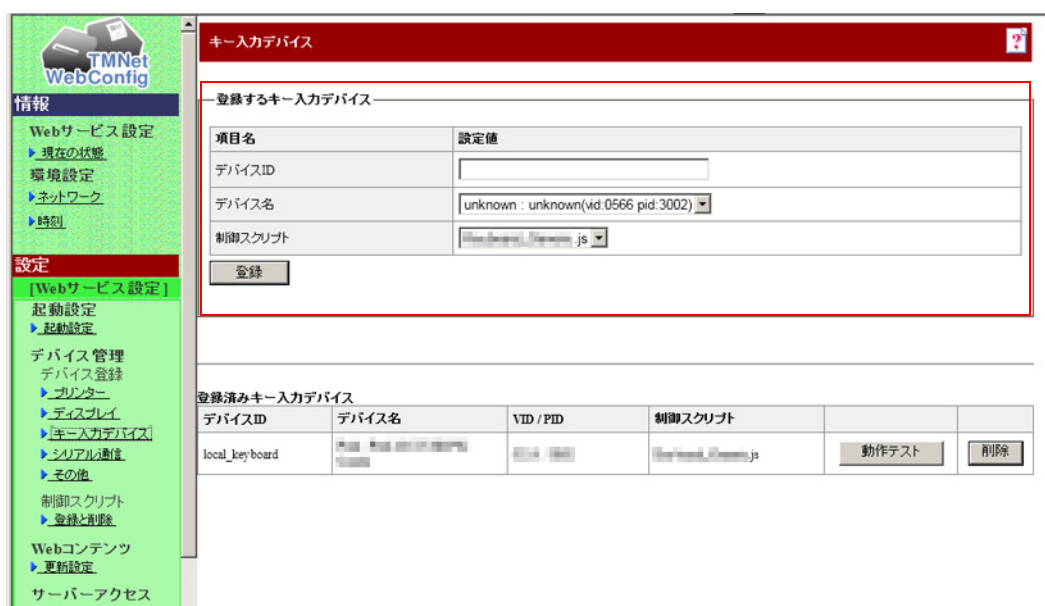 TMNet
WebConfig
情報
Webサービス設定
現在の状態
環境設定
ネットワーク
時刻
設定
[Webサービス設定]
起動設定
起動設定
デバイス管理
デバイス登録
プリンター
ディスプレイ
キー入力デバイス
シリアル通信
その他
制御スクリプト
登録と削除
Webコンテンツ
更新設定
サーバーアクセス
キー入力デバイス
?
登録するキー入力デバイス
項目名 設定値
デバイスID
デバイス名 unknown : unknown(vid:0566 pid:3002)
制御スクリプト .js
登録
登録済みキー入力デバイス
デバイスID デバイス名 VID / PID 制御スクリプト
local_keyboard js 動作テスト 削除